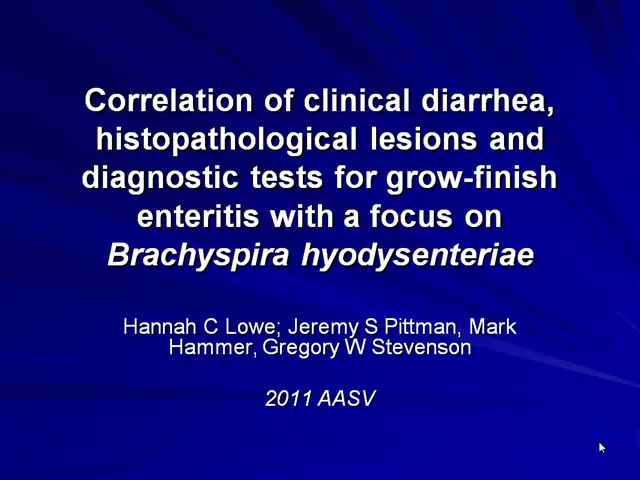 Correlation of clinical diarrhea,
histopathological lesions and
diagnostic tests for grow-finish
enteritis with a focus on
Brachyspira hyodysenteriae
Hannah C Lowe; Jeremy S Pittman, Mark
Hammer, Gregory W Stevenson
2011 AASV